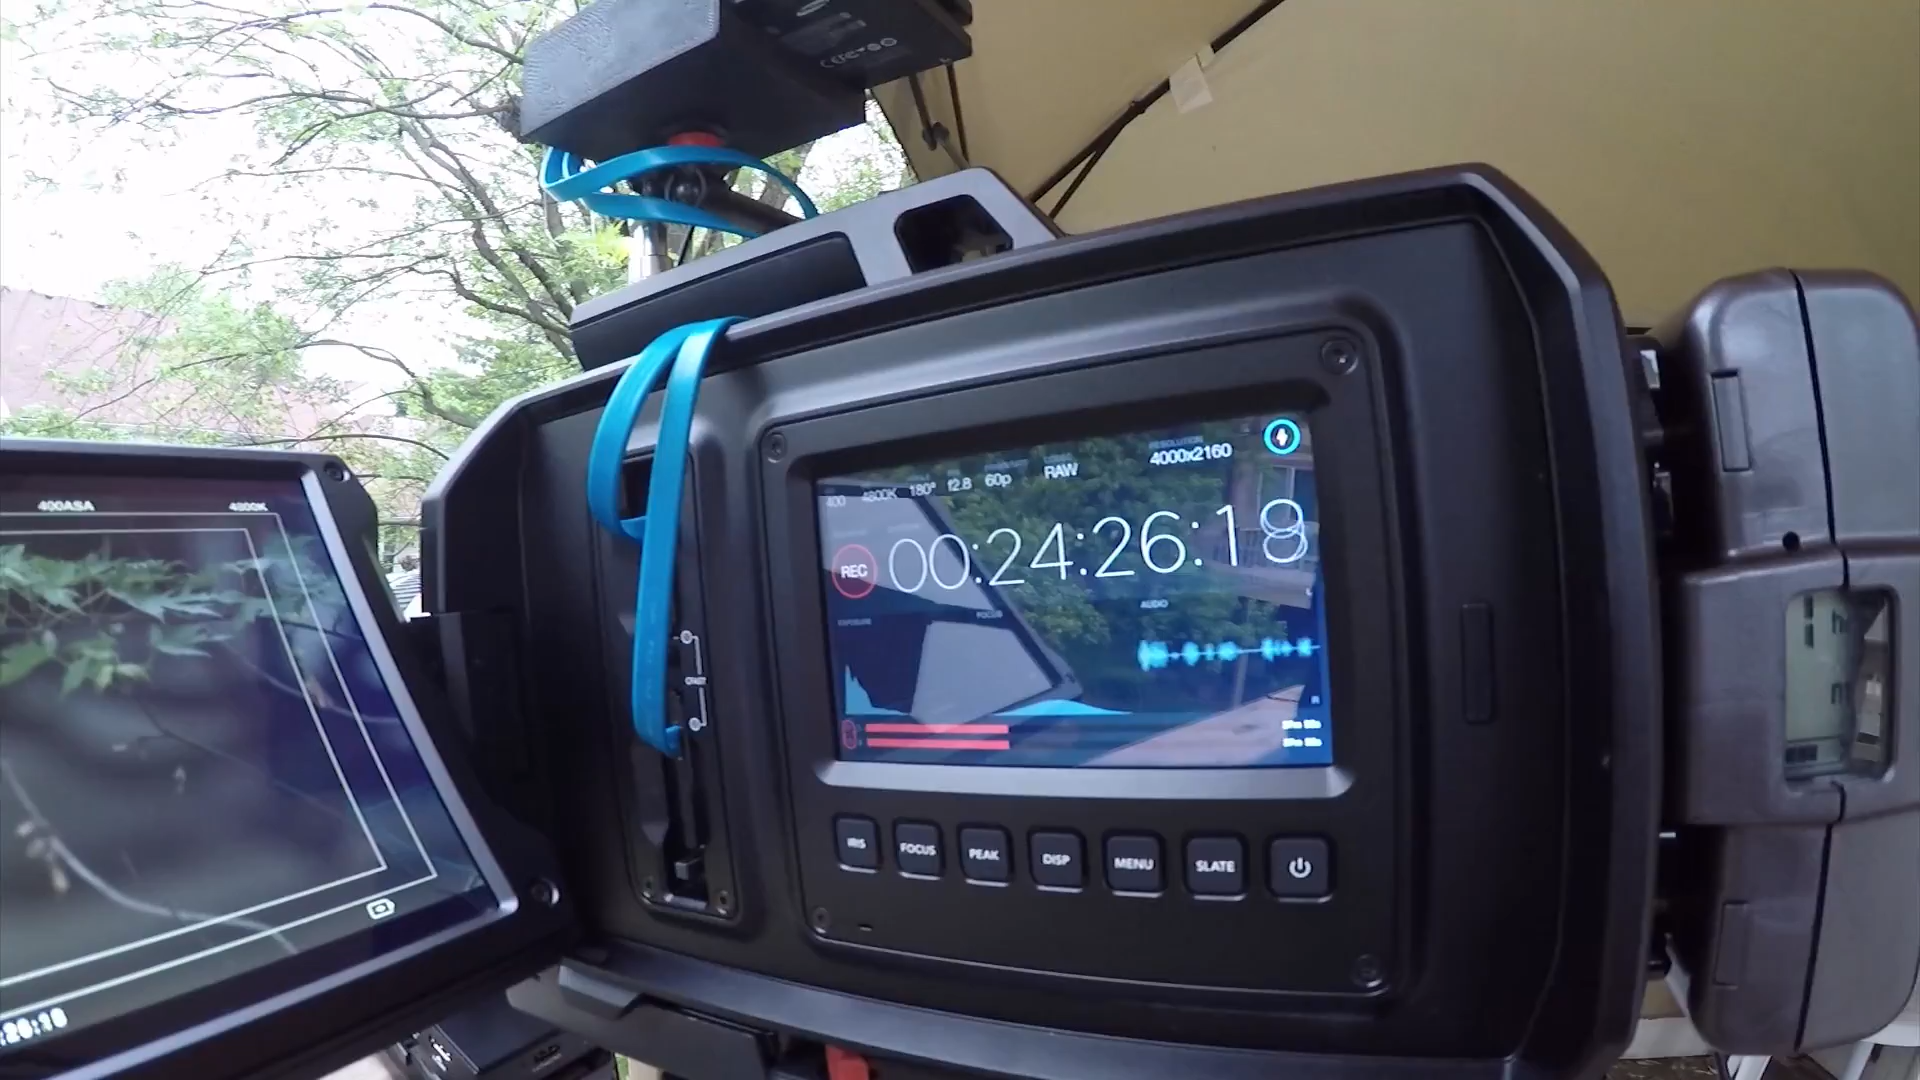 400ASA 4800K
400 4800K 180° f2.8 60p RAW
RESOLUTION
4000x2160
REC 00:24:26:18
EXPOSURE FOCUS AUDIO
CFAST
IRIS FOCUS PEAK DISP MENU SLATE